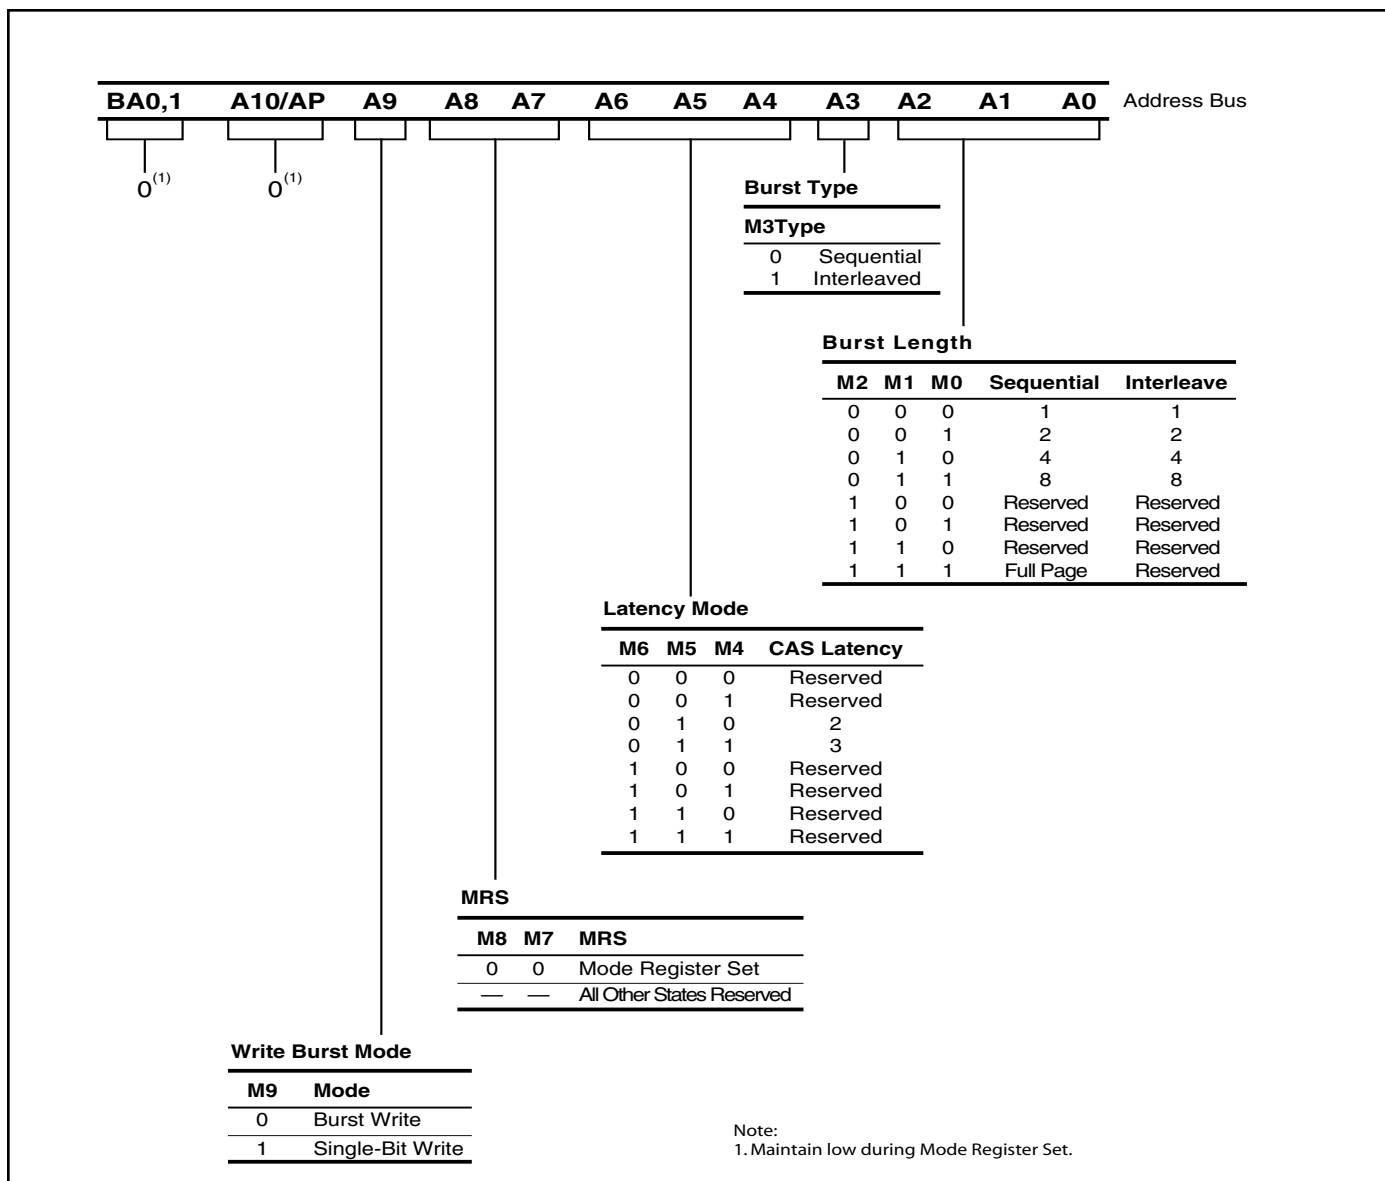 BA0,1 A10/AP A9 A8 A7 A6 A5 A4 A3 A2 A1 A0 Address Bus
0(1) 0(1)
Burst Type
M3Type
0 Sequential
1 Interleaved
Burst Length
M2 M1 M0 Sequential Interleave
0 0 0 1 1
0 0 1 2 2
0 1 0 4 4
0 1 1 8 8
1 0 0 Reserved Reserved
1 0 1 Reserved Reserved
1 1 0 Reserved Reserved
1 1 1 Full Page Reserved
Latency Mode
M6 M5 M4 CAS Latency
0 0 0 Reserved
0 0 1 Reserved
0 1 0 2
0 1 1 3
1 0 0 Reserved
1 0 1 Reserved
1 1 0 Reserved
1 1 1 Reserved
MRS
M8 M7 MRS
0 0 Mode Register Set
— — All Other States Reserved
Write Burst Mode
M9 Mode
0 Burst Write
1 Single-Bit Write
Note:
1. Maintain low during Mode Register Set.